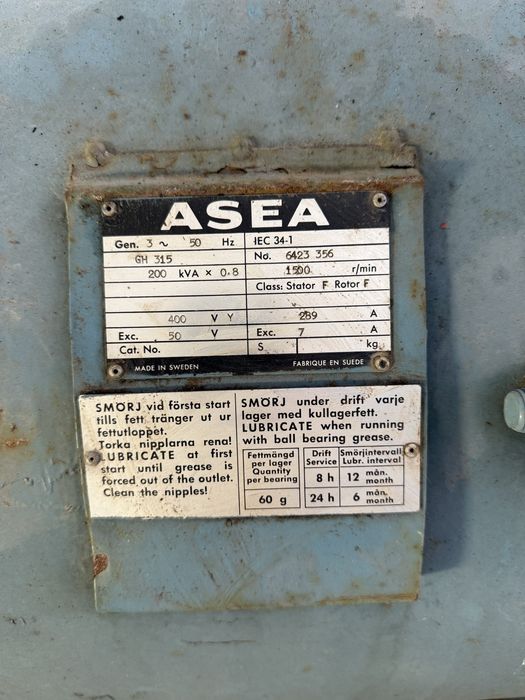 ASEA
Gen. 3 ~ 50 Hz IEC 34-1
GH 315 No. 6423 356
200 kVA × 0.8 1500 r/min
Class: Stator F Rotor F
400 V Y 289 A
Exc. 50 V Exc. 7 A
Cat. No. S kg
MADE IN SWEDEN FABRIQUE EN SUEDE
SMÖRJ vid första start
tills fett tränger ut ur
fettutloppet.
Torka nipplarna rena!
LUBRICATE at first
start until grease is
forced out of the outlet.
Clean the nipples!
SMÖRJ under drift varje
lager med kullagerfett.
LUBRICATE when running
with ball bearing grease.
Fettmängd Drift Smörjintervall
per lager Service Lubr. interval
Quantity 8 h 12 mån.
per bearing month
60 g 24 h 6 mån.
month